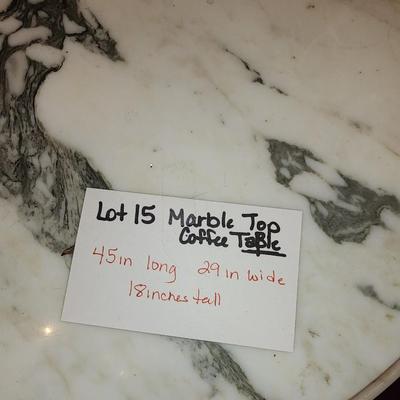 Lot 15 Marble Top
Coffee Table
45in long 29 in wide
18inches tall